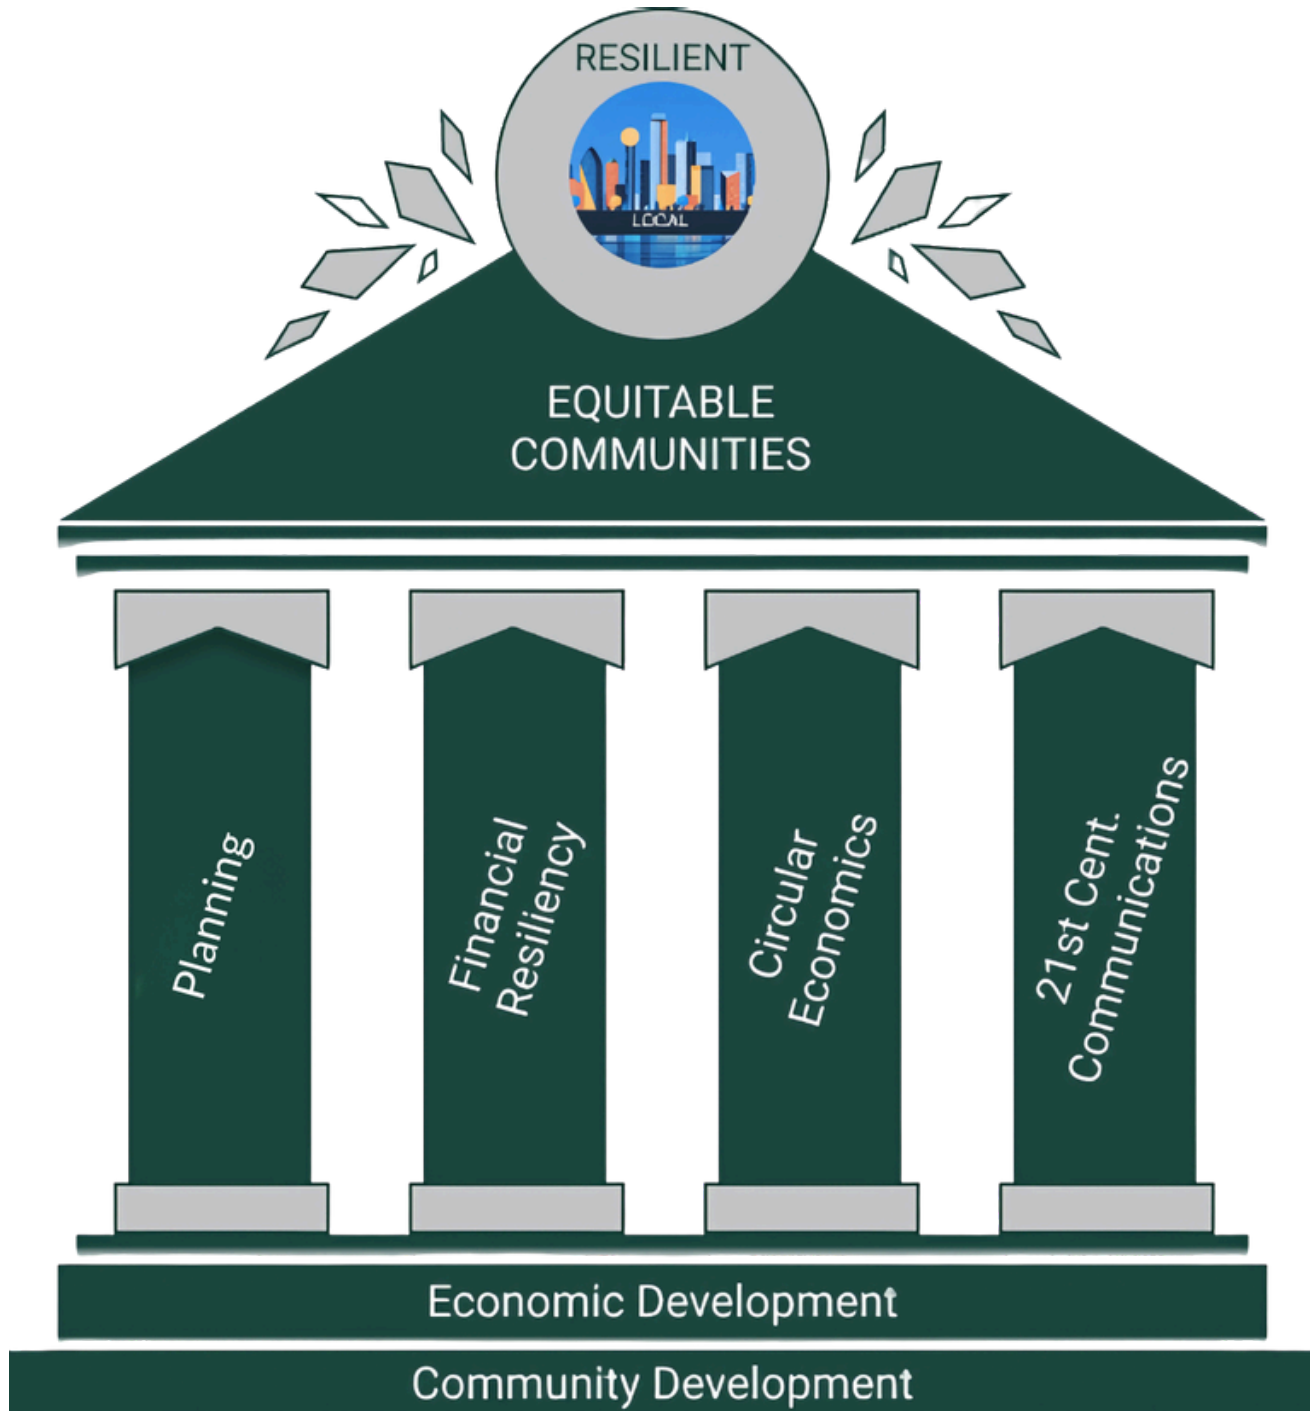 RESILIENT
LOCAL
EQUITABLE
COMMUNITIES
Planning
Financial
Resiliency
Circular
Economics
21st Cent.
Communications
Economic Development
Community Development